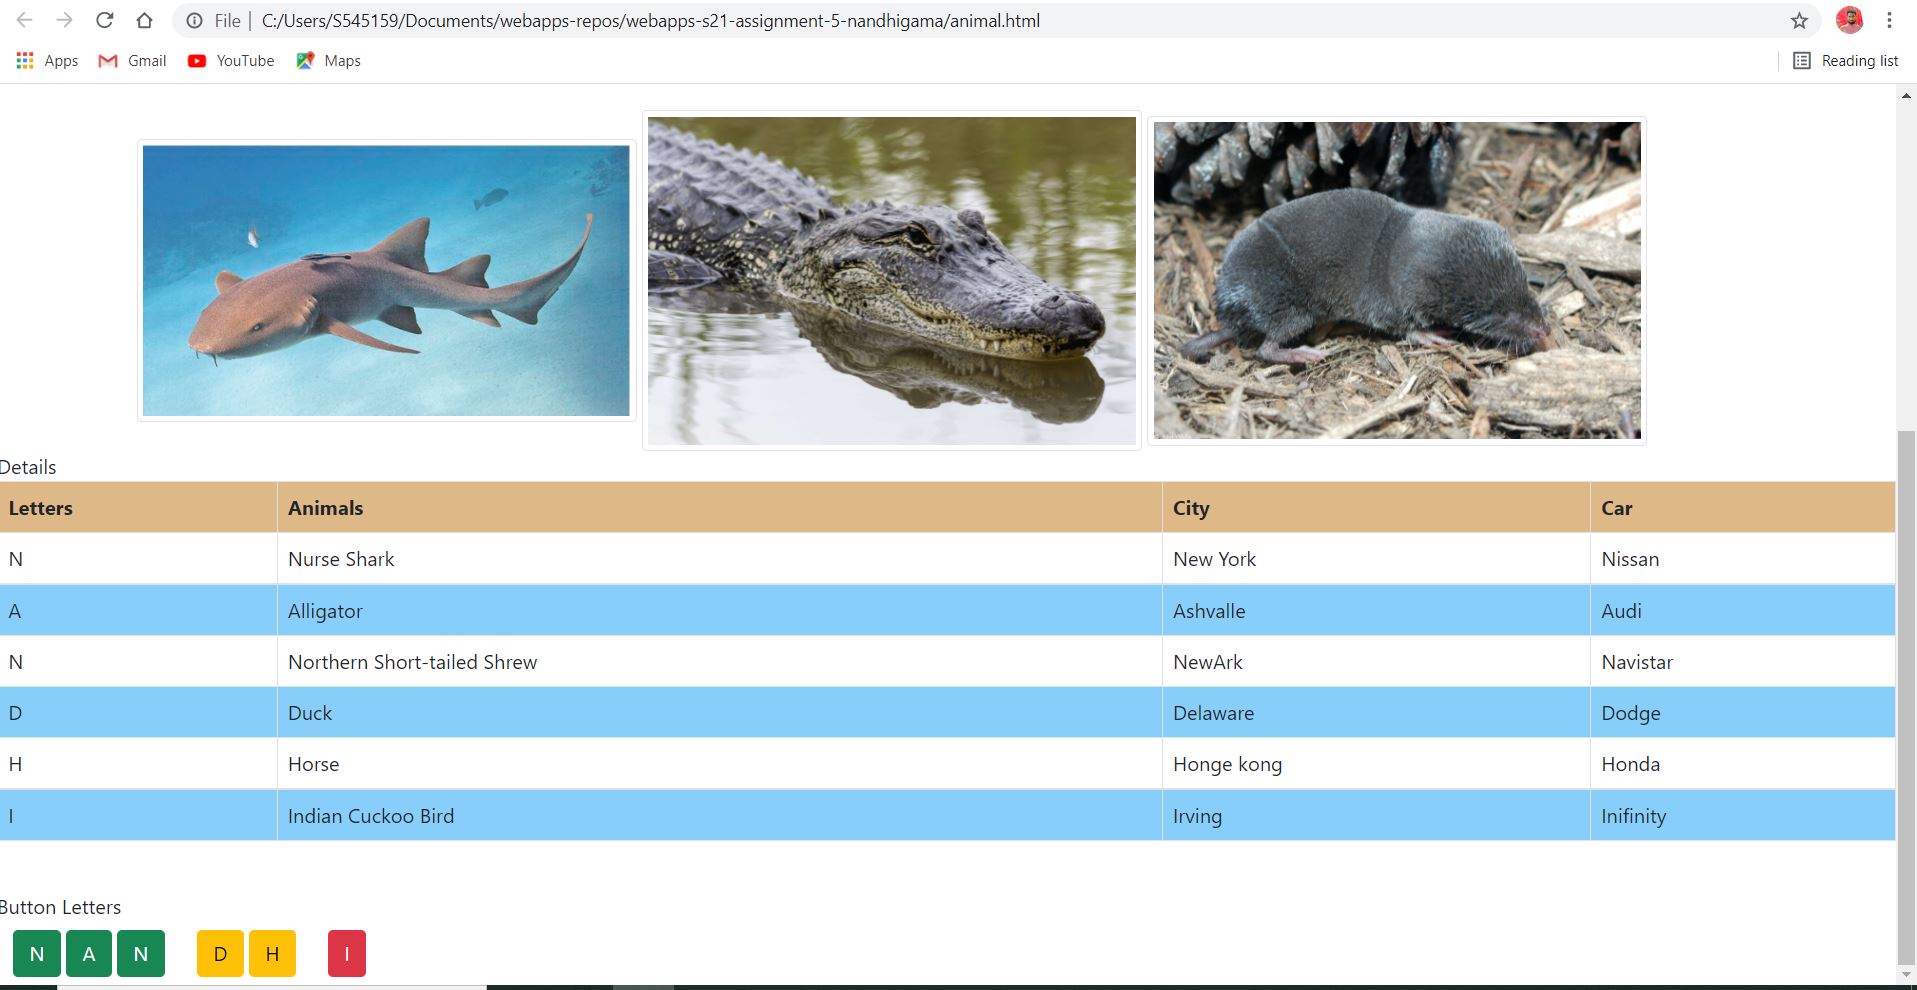 File | C:/Users/S545159/Documents/webapps-repos/webapps-s21-assignment-5-nandhigama/animal.html
Apps Gmail YouTube Maps Reading list
Details
Letters Animals City Car
N Nurse Shark New York Nissan
A Alligator Ashvalle Audi
N Northern Short-tailed Shrew NewArk Navistar
D Duck Delaware Dodge
H Horse Honge kong Honda
I Indian Cuckoo Bird Irving Inifinity
Button Letters
N A N D H I